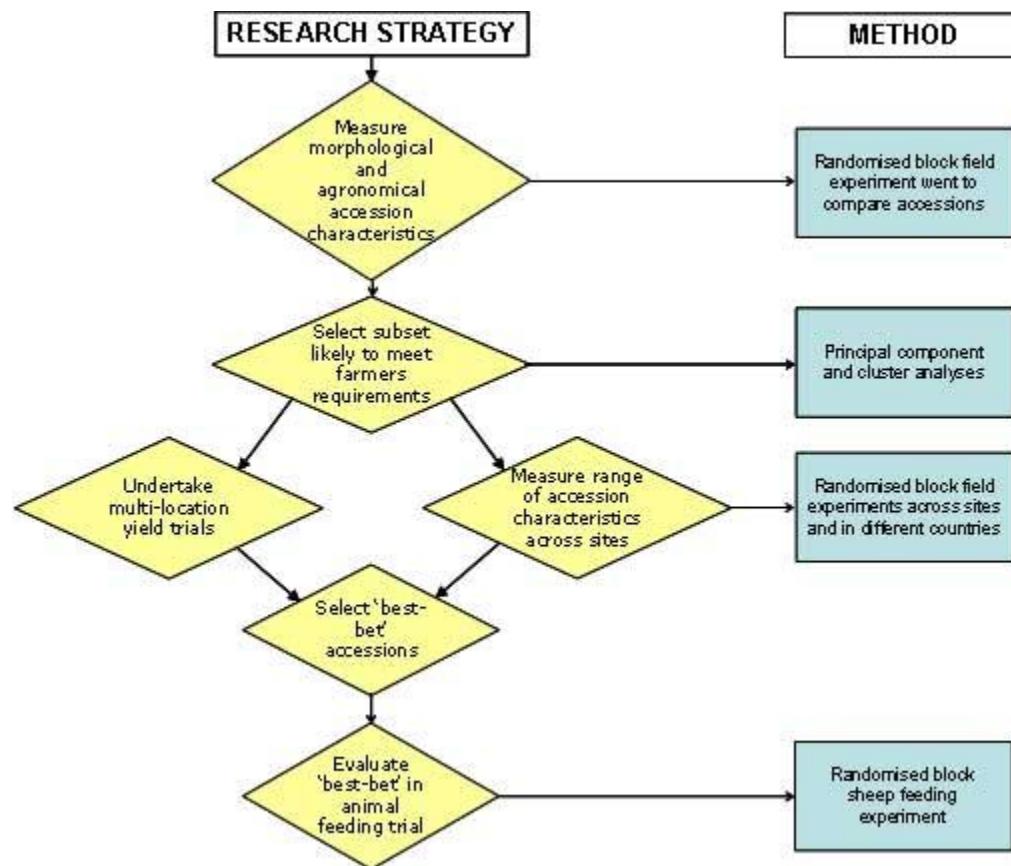 RESEARCH STRATEGY
METHOD
Measure
morphological
and
agronomical
accession
characteristics
Randomised block field
experiment went to
compare accessions
Select subset
likely to meet
farmers
requirements
Principal component
and cluster analyses
Undertake
multi-location
yield trials
Measure range
of accession
characteristics
across sites
Randomised block field
experiments across sites
and in different countries
Select ‘best-
bet’
accessions
Evaluate
‘best-bet’ in
animal
feeding trial
Randomised block
sheep feeding
experiment